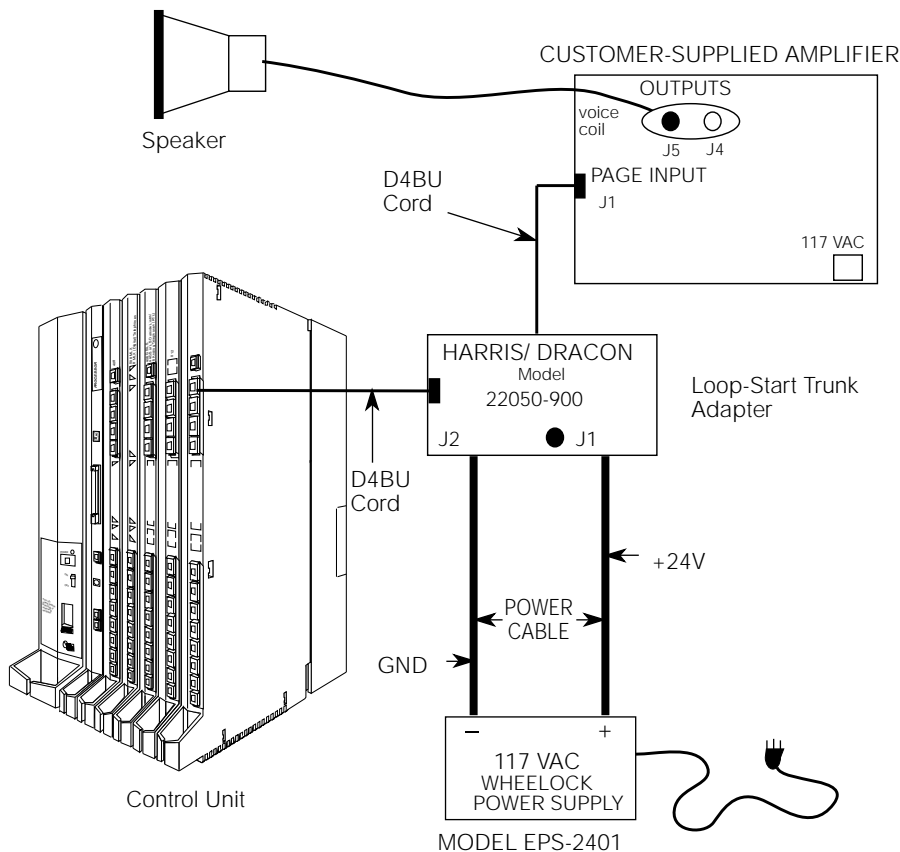 CUSTOMER-SUPPLIED AMPLIFIER
OUTPUTS
voice
coil
J5 J4
Speaker
PAGE INPUT
J1
D4BU
Cord
117 VAC
HARRIS/ DRACON
Model
22050-900
J2 J1
Loop-Start Trunk
Adapter
D4BU
Cord
+24V
POWER
CABLE
GND
– +
117 VAC
WHEELOCK
POWER SUPPLY
Control Unit
MODEL EPS-2401